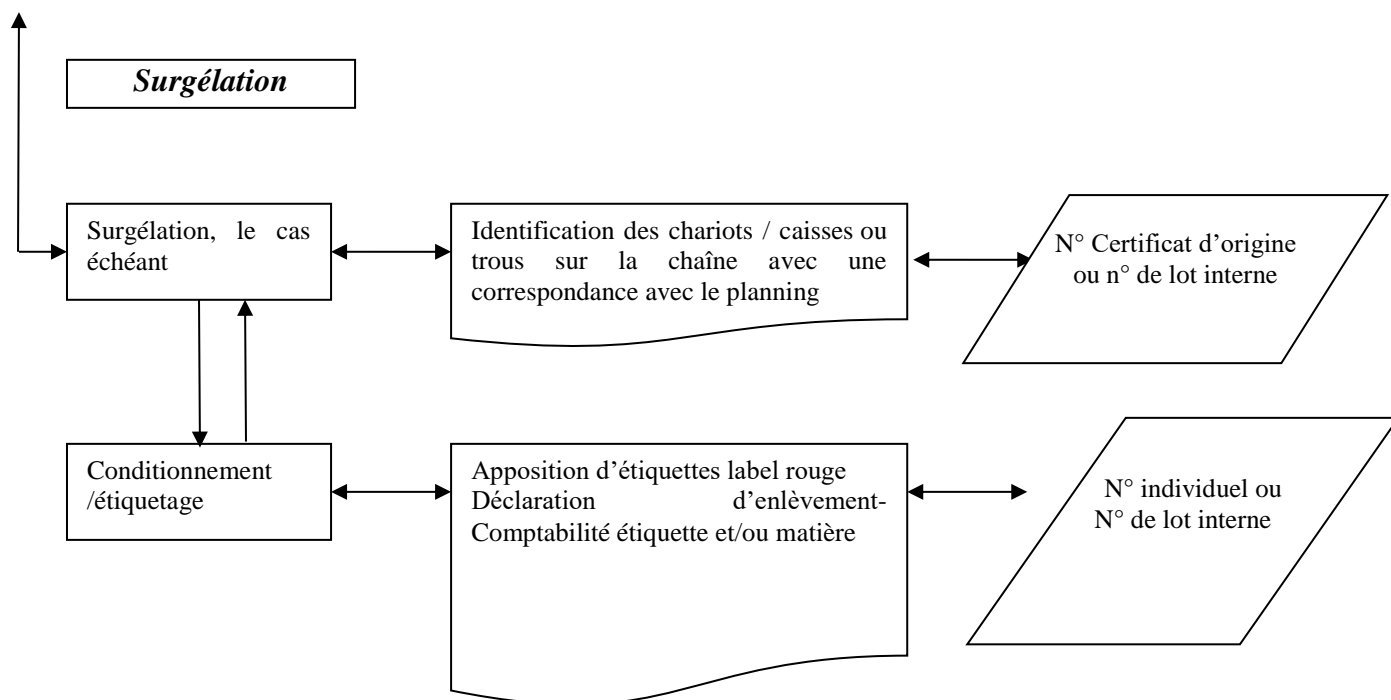 Surgélation
Surgélation, le cas
échéant
Identification des chariots / caisses ou
trous sur la chaîne avec une
correspondance avec le planning
N° Certificat d'origine
ou n° de lot interne
Conditionnement
/étiquetage
Apposition d'étiquettes label rouge
Déclaration d'enlèvement-
Comptabilité étiquette et/ou matière
N° individuel ou
N° de lot interne